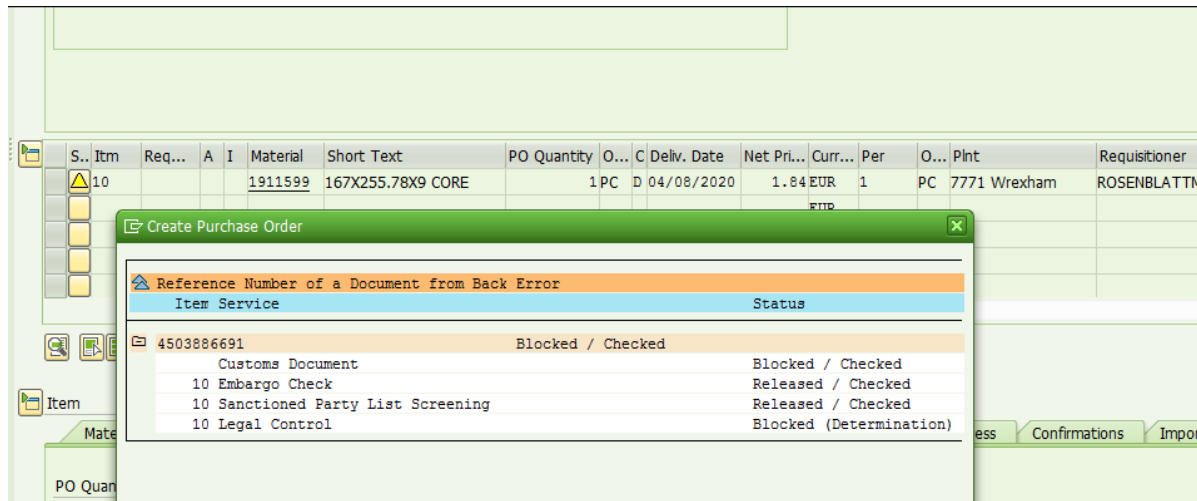 S.. Itm Req... A I Material Short Text PO Quantity O... C Deliv. Date Net Pri... Curr... Per O... Plnt Requisitioner
10 1911599 167X255.78X9 CORE 1 PC D 04/08/2020 1.84 EUR 1 PC 7771 Wrexham ROSENBLATTM
EUR
Create Purchase Order
Reference Number of a Document from Back Error
Item Service Status
4503886691 Blocked / Checked
Customs Document Blocked / Checked
10 Embargo Check Released / Checked
10 Sanctioned Party List Screening Released / Checked
10 Legal Control Blocked (Determination)
Item
Mate ess Confirmations Impor
PO Quan